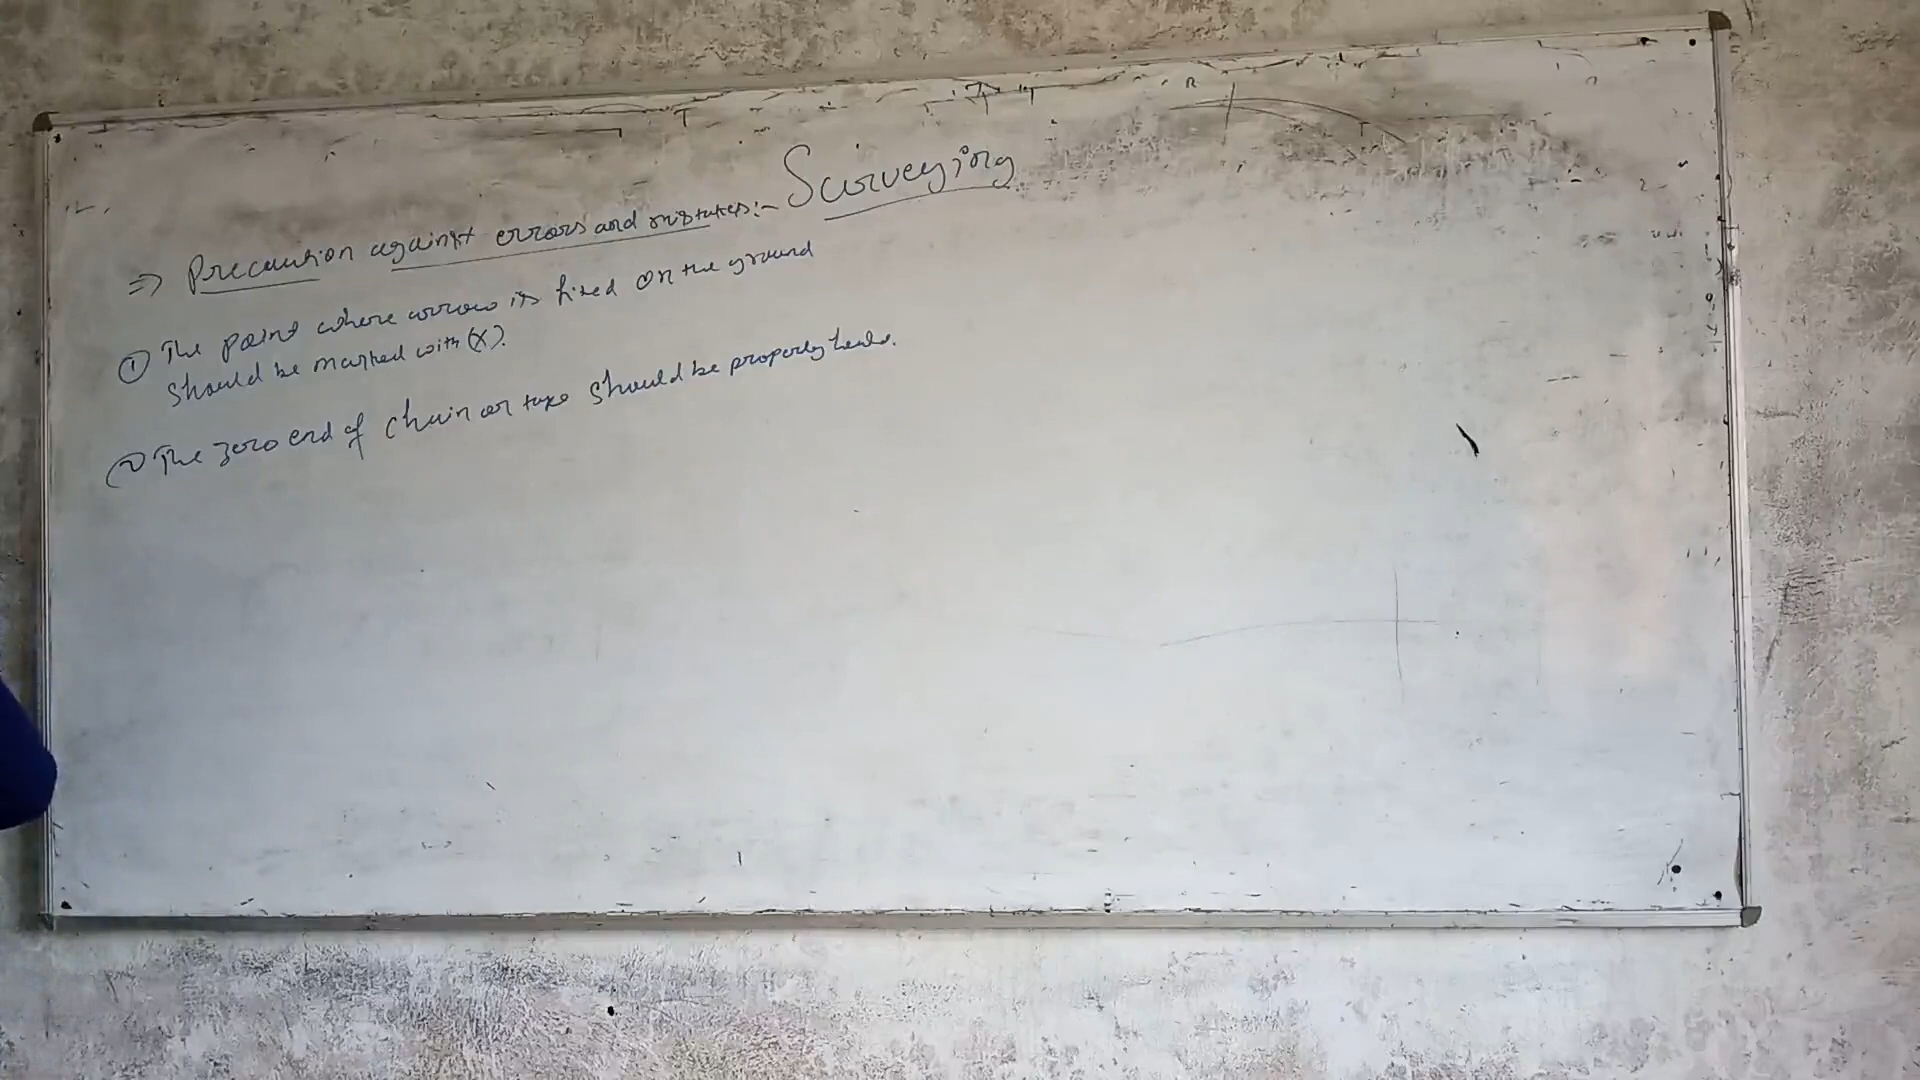 Surveying
⇒ Precaution against errors and mistakes:-
① The point where arrow is fixed on the ground
should be marked with (X).
② The zero end of chain or tape should be properly held.